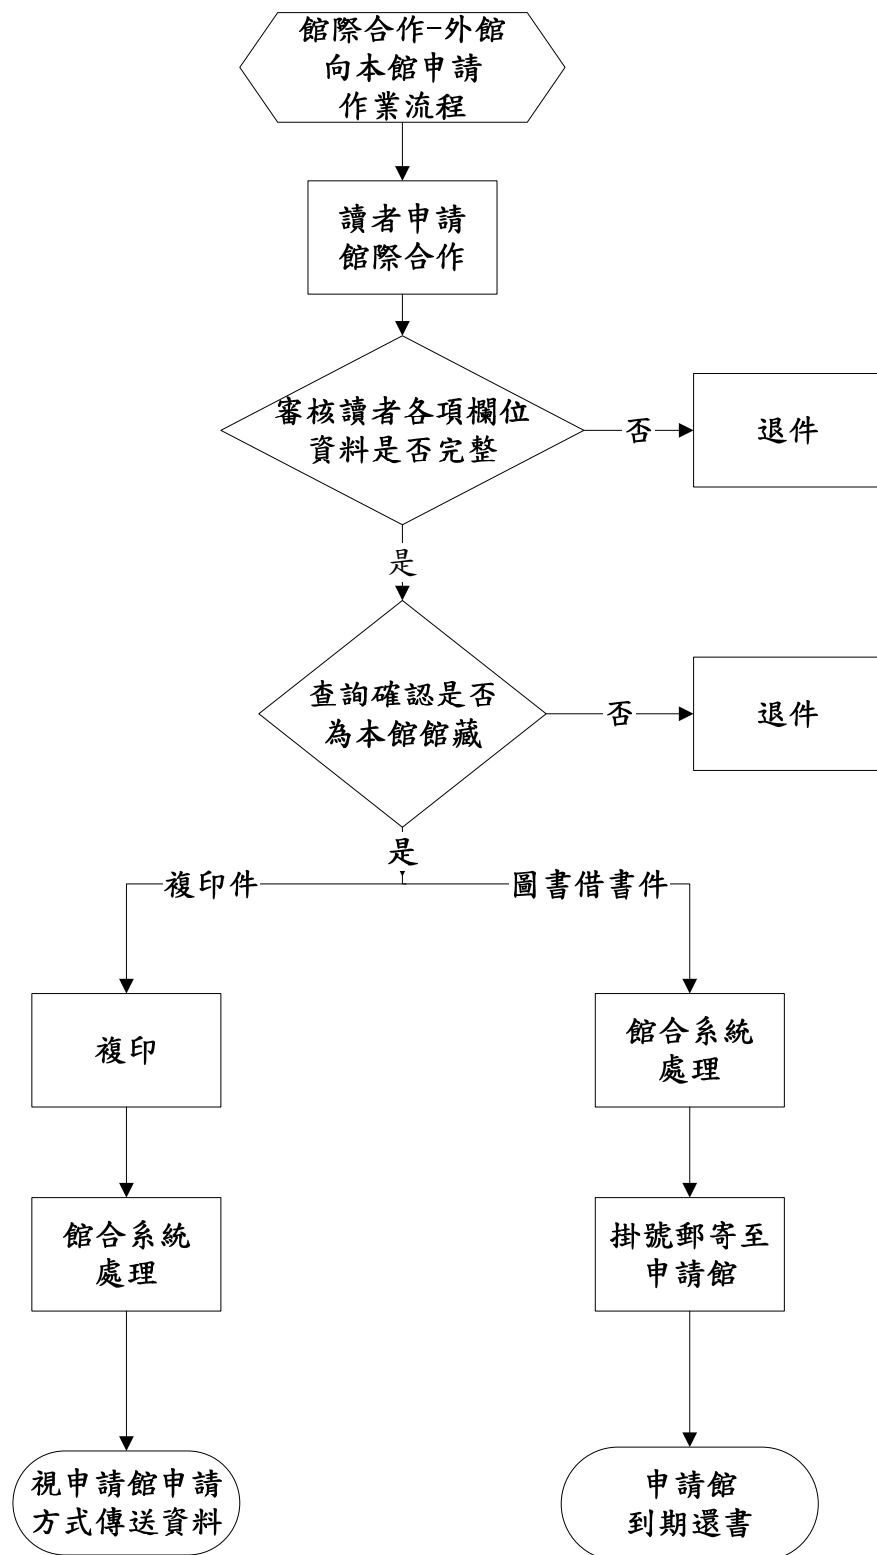 館際合作-外館
向本館申請
作業流程
讀者申請
館際合作
審核讀者各項欄位
資料是否完整
否
退件
是
查詢確認是否
為本館館藏
否
退件
是
複印件
圖書借書件
複印
館合系統
處理
館合系統
處理
掛號郵寄至
申請館
視申請館申請
方式傳送資料
申請館
到期還書